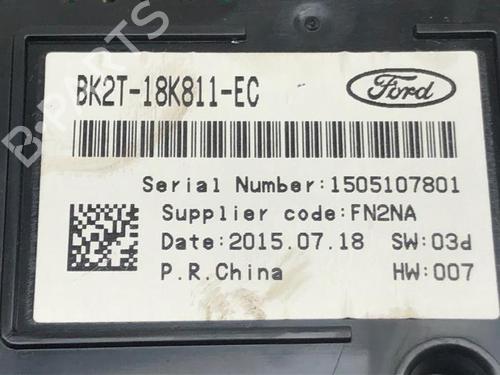 BK2T-18K811-EC
Ford
Serial Number:1505107801
Supplier code:FN2NA
Date:2015.07.18 SW:03d
P.R.China HW:007
B-PARTS